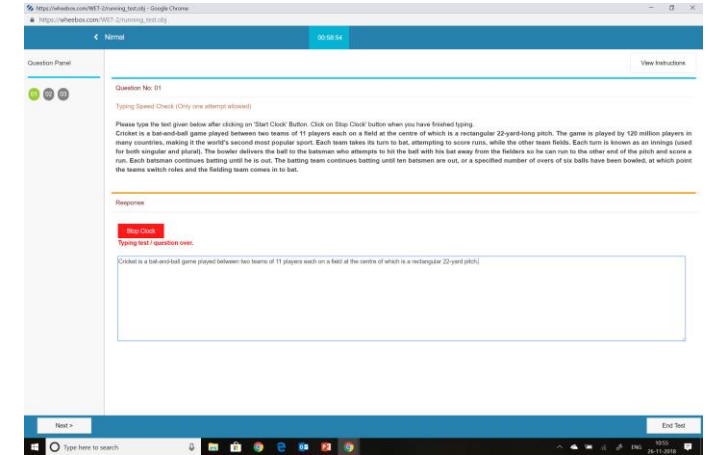 https://wheebox.com/WET-2/running_test.obj - Google Chrome
https://wheebox.com/WET-2/running_test.obj
Nirmal
00:58:54
Question Panel
View Instructions
01 02 03
Question No: 01
Typing Speed Check (Only one attempt allowed)
Please type the text given below after clicking on 'Start Clock' Button. Click on Stop Clock' button when you have finished typing.
Cricket is a bat-and-ball game played between two teams of 11 players each on a field at the centre of which is a rectangular 22-yard-long pitch. The game is played by 120 million players in
many countries, making it the world's second most popular sport. Each team takes its turn to bat, attempting to score runs, while the other team fields. Each turn is known as an innings (used
for both singular and plural). The bowler delivers the ball to the batsman who attempts to hit the ball with his bat away from the fielders so he can run to the other end of the pitch and score a
run. Each batsman continues batting until he is out. The batting team continues batting until ten batsmen are out, or a specified number of overs of six balls have been bowled, at which point
the teams switch roles and the fielding team comes in to bat.
Response
Stop Clock
Typing test / question over.
Cricket is a bat-and-ball game played between two teams of 11 players each on a field at the centre of which is a rectangular 22-yard pitch.
Next >
End Test
Type here to search
ENG
10:55
26-11-2018